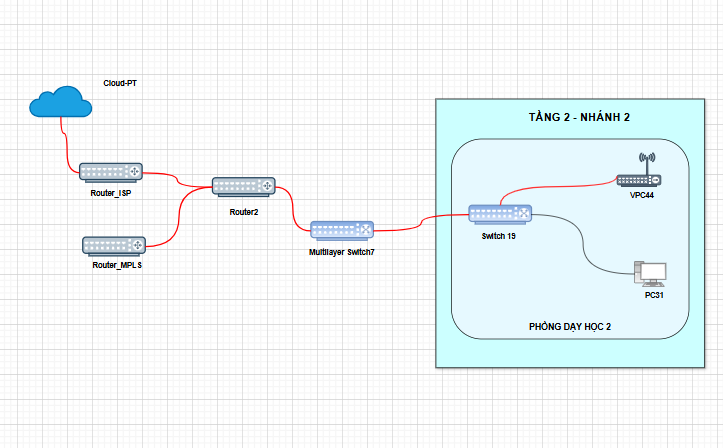 Cloud-PT
TẦNG 2 - NHÁNH 2
VPC44
Router_ISP
Router2
Switch 19
Multilayer Switch7
Router_MPLS
PC31
PHÒNG DẠY HỌC 2